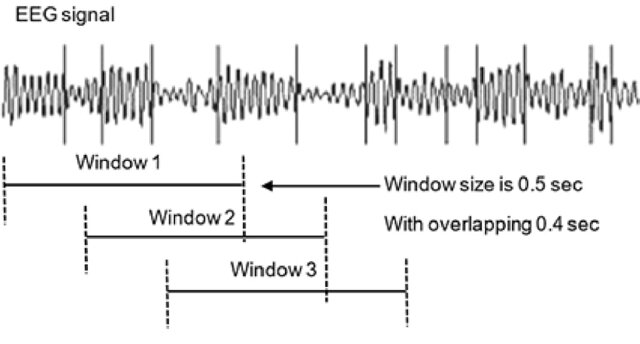 EEG signal
Window 1
Window size is 0.5 sec
Window 2
With overlapping 0.4 sec
Window 3